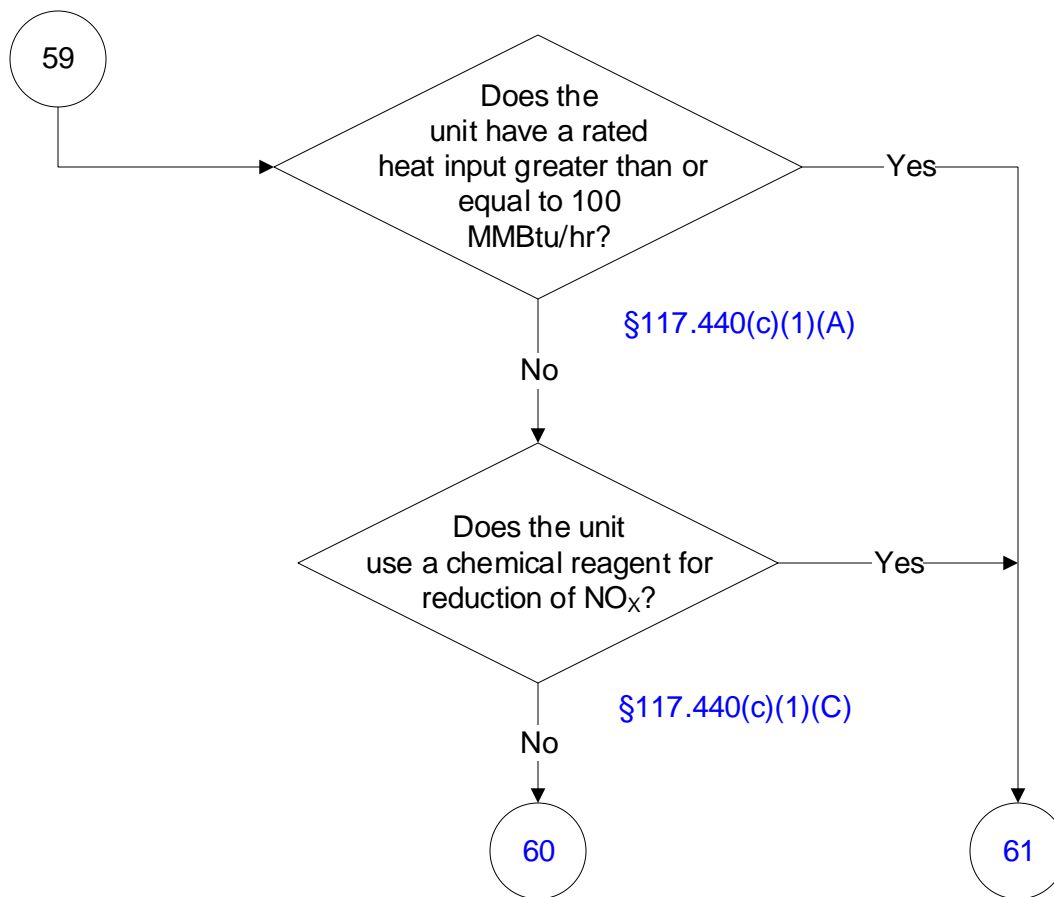 59
Does the
unit have a rated
heat input greater than or
equal to 100
MMBtu/hr?
Yes
§117.440(c)(1)(A)
No
Does the unit
use a chemical reagent for
reduction of NOX?
Yes
§117.440(c)(1)(C)
No
60
61